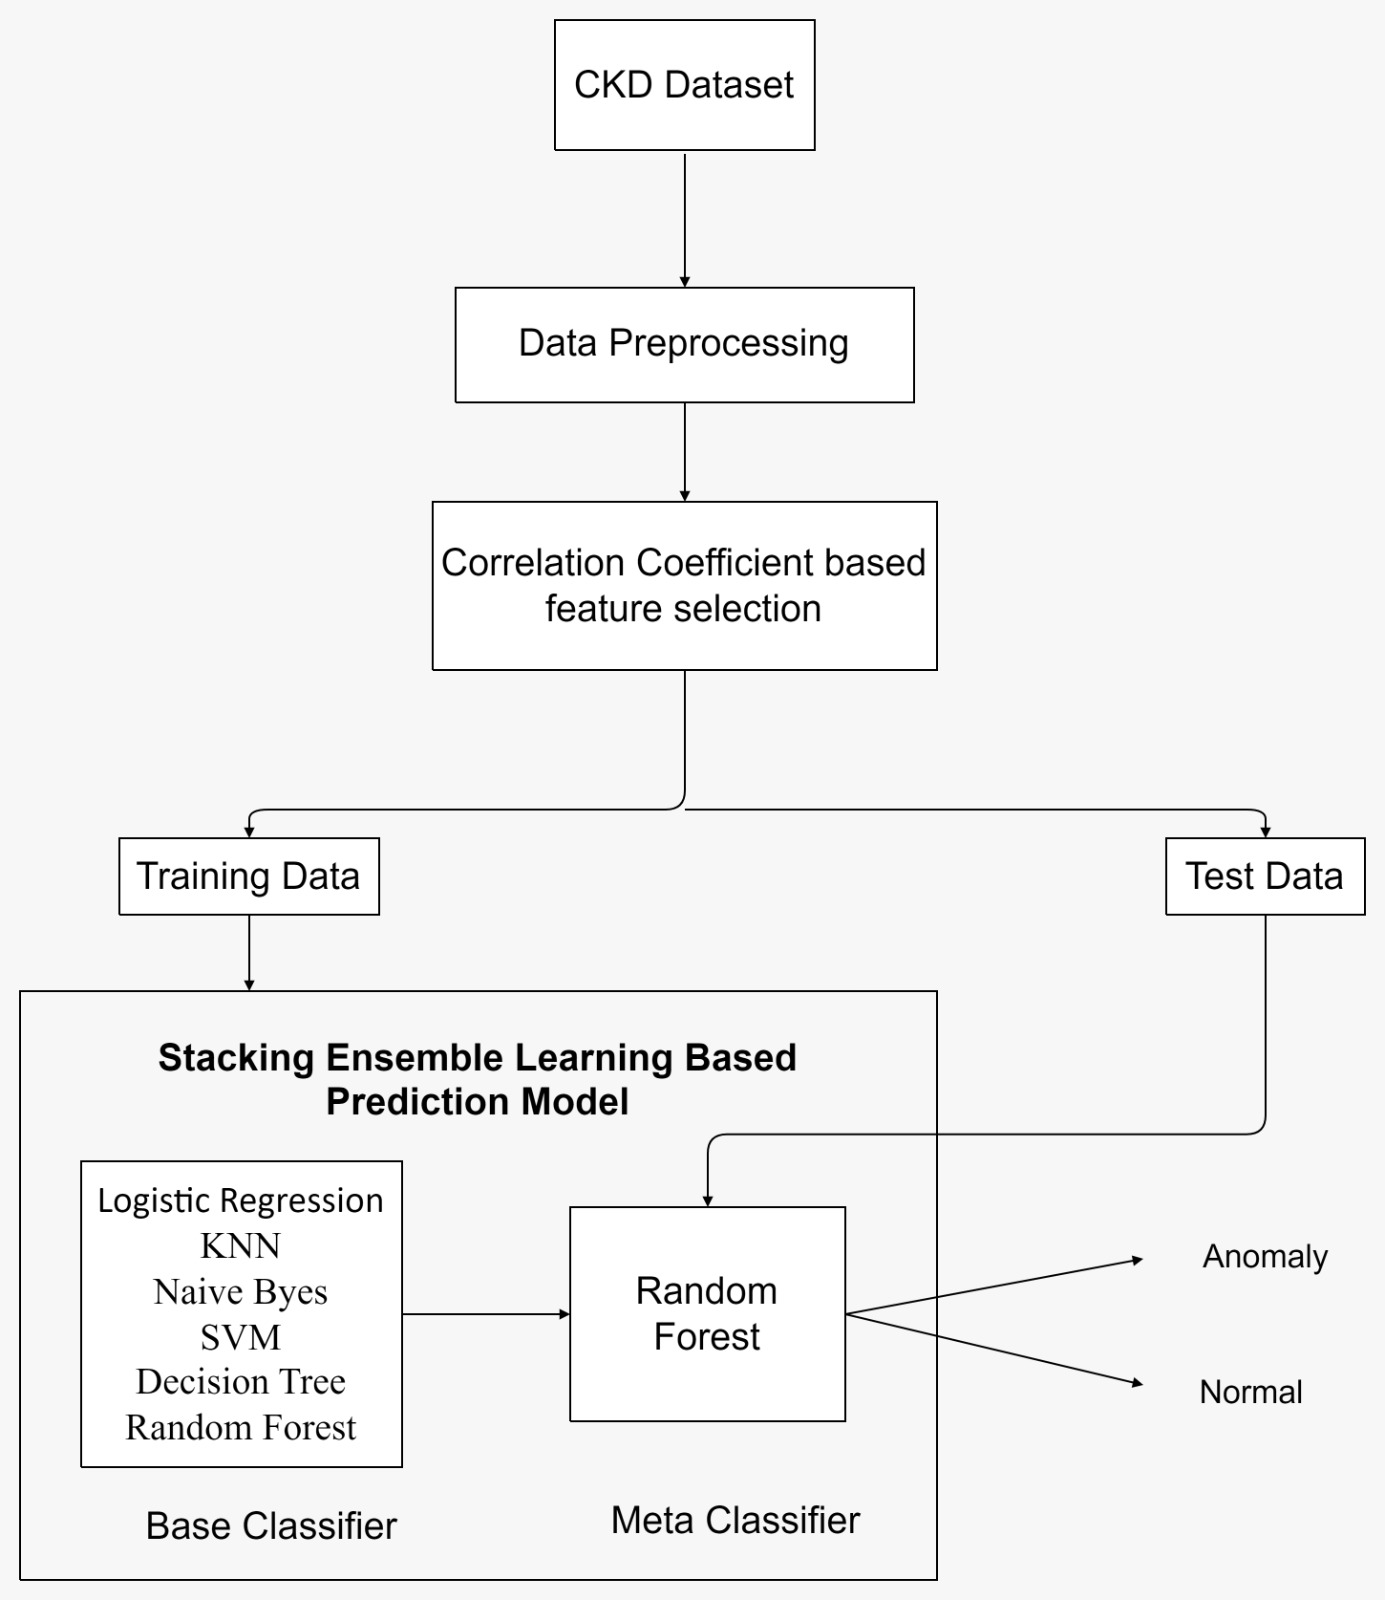 CKD Dataset
Data Preprocessing
Correlation Coefficient based
feature selection
Training Data
Test Data
Stacking Ensemble Learning Based
Prediction Model
Logistic Regression
KNN
Naive Byes
SVM
Decision Tree
Random Forest
Random
Forest
Anomaly
Normal
Base Classifier
Meta Classifier